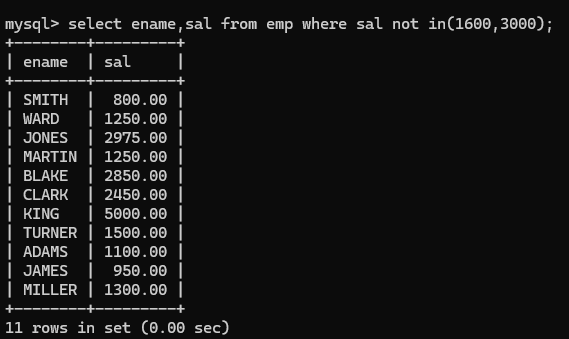 mysql> select ename,sal from emp where sal not in(1600,3000);
+--------+---------+
| ename  | sal     |
+--------+---------+
| SMITH  |  800.00 |
| WARD   | 1250.00 |
| JONES  | 2975.00 |
| MARTIN | 1250.00 |
| BLAKE  | 2850.00 |
| CLARK  | 2450.00 |
| KING   | 5000.00 |
| TURNER | 1500.00 |
| ADAMS  | 1100.00 |
| JAMES  |  950.00 |
| MILLER | 1300.00 |
+--------+---------+
11 rows in set (0.00 sec)